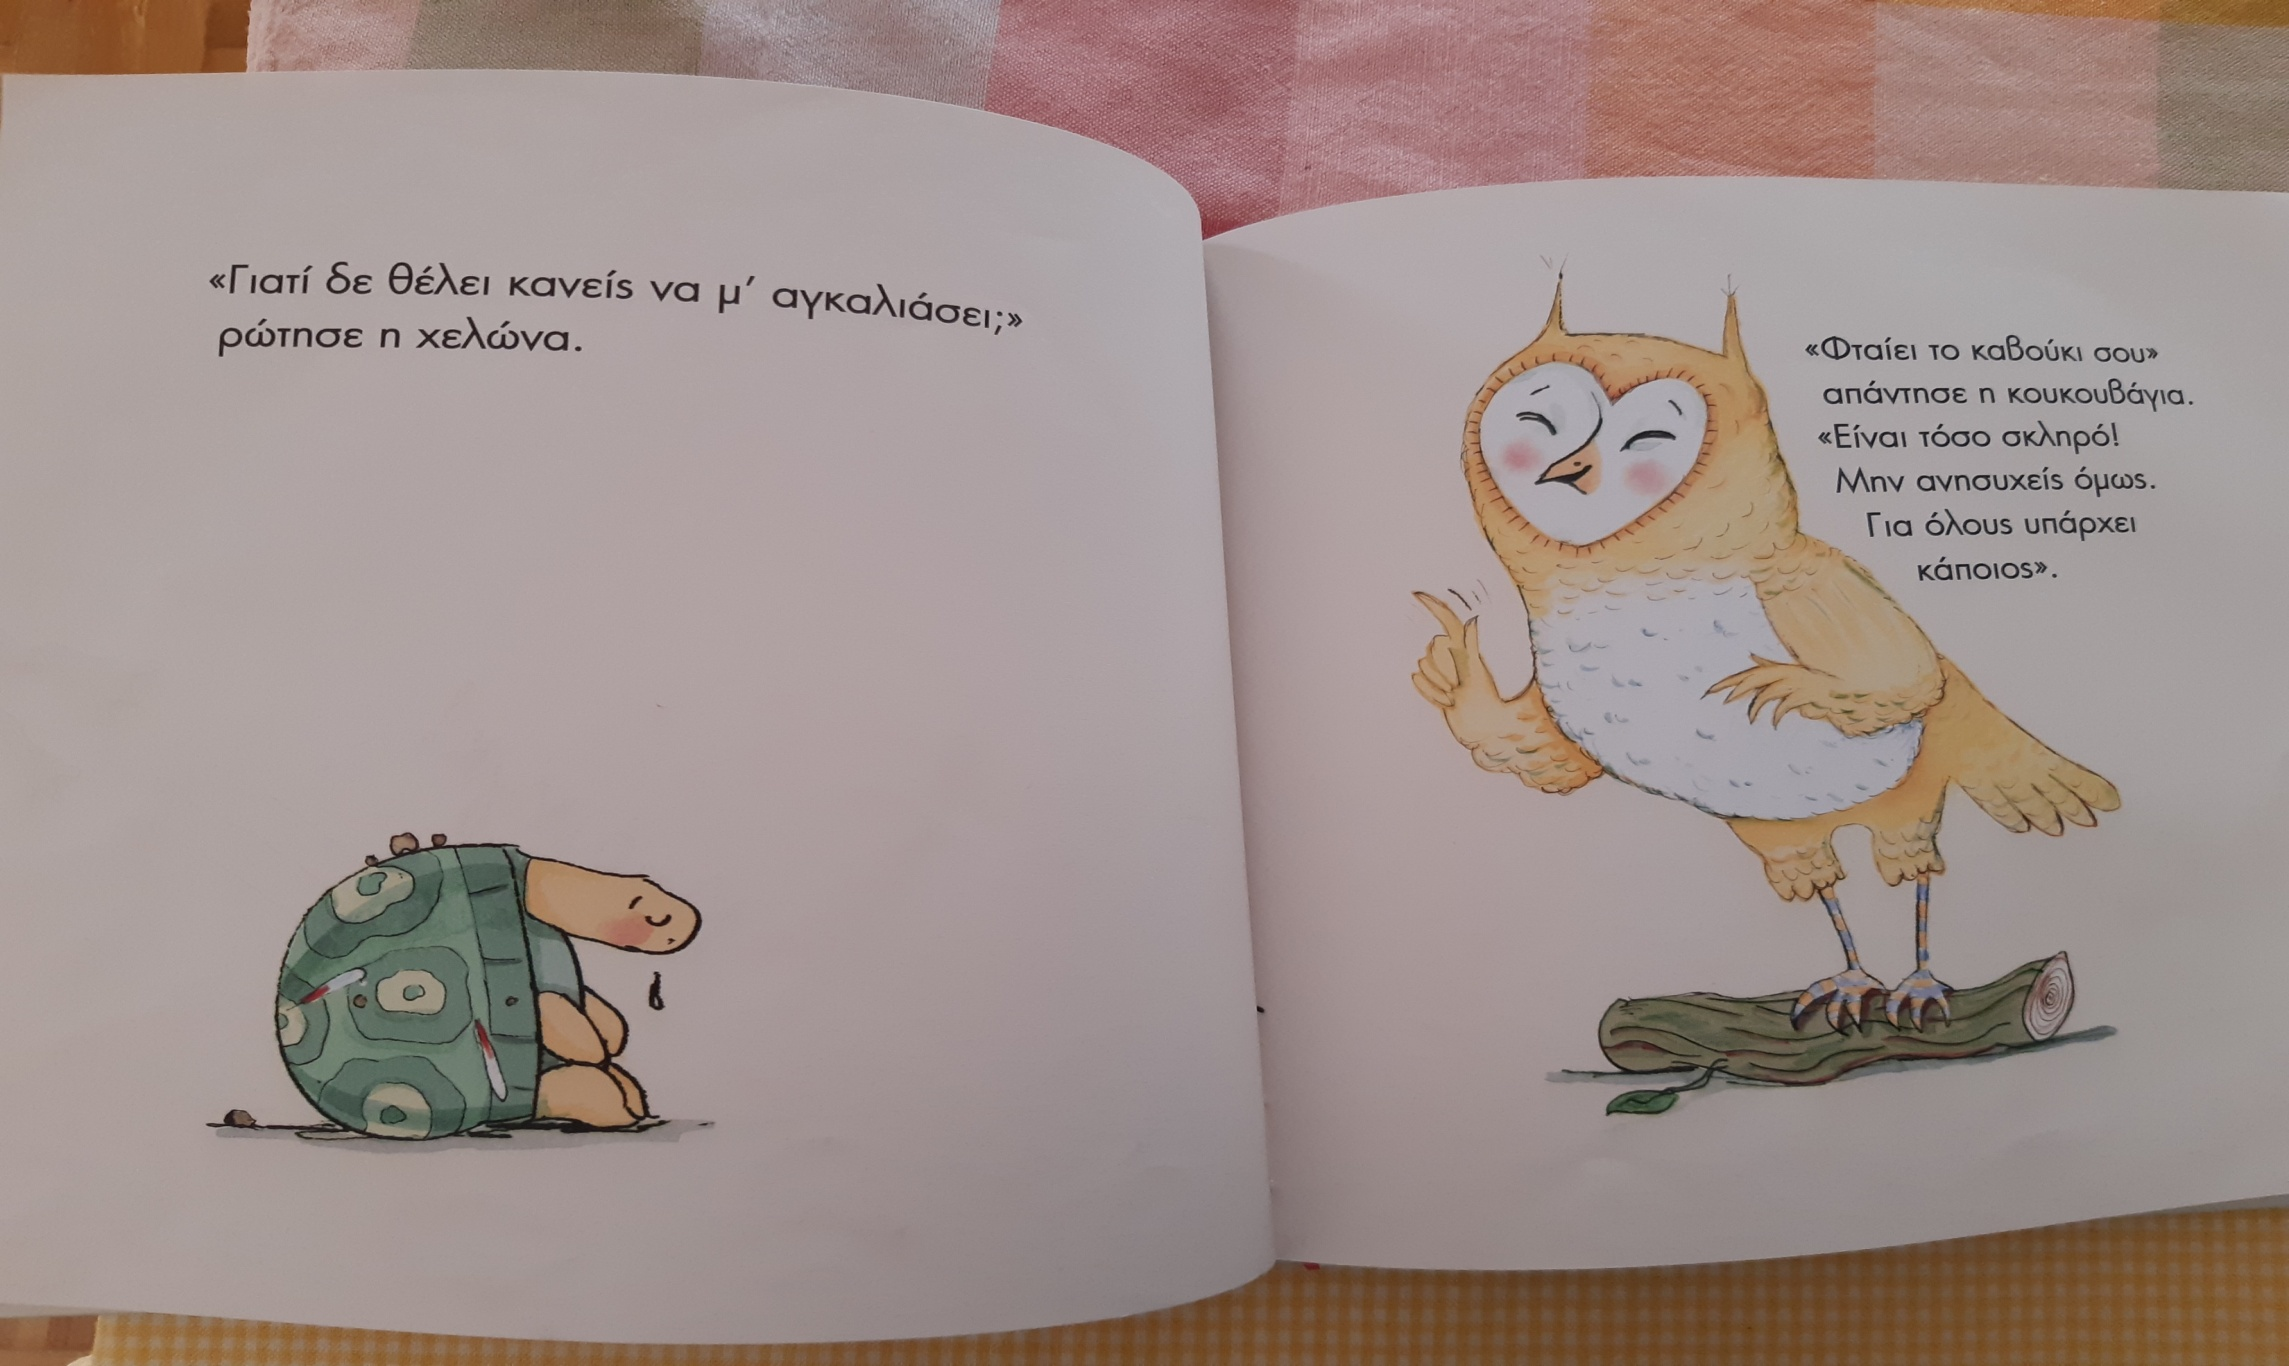 «Γιατί δε θέλει κανείς να μ’ αγκαλιάσει;»
ρώτησε η χελώνα.
«Φταίει το καβούκι σου»
απάντησε η κουκουβάγια.
«Είναι τόσο σκληρό!
Μην ανησυχείς όμως.
Για όλους υπάρχει
κάποιος».